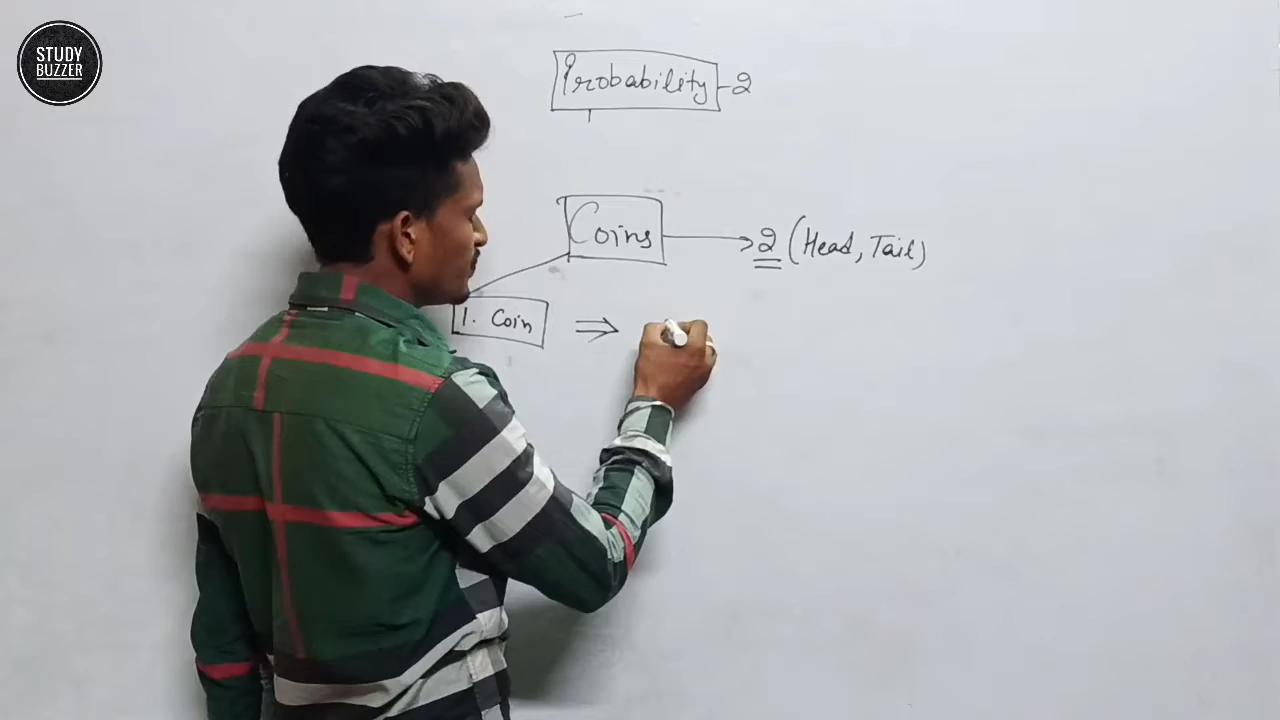 STUDY
BUZZER
Probability - 2
Coins → 2 (Head, Tail)
1. Coin ⇒